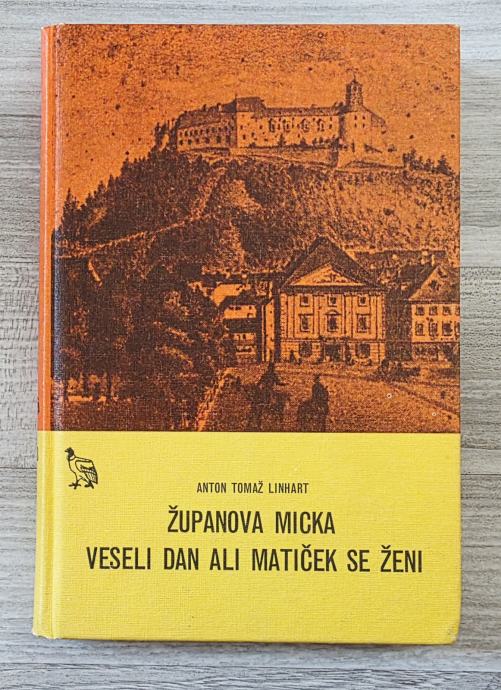 ANTON TOMAŽ LINHART
ŽUPANOVA MICKA
VESELI DAN ALI MATIČEK SE ŽENI